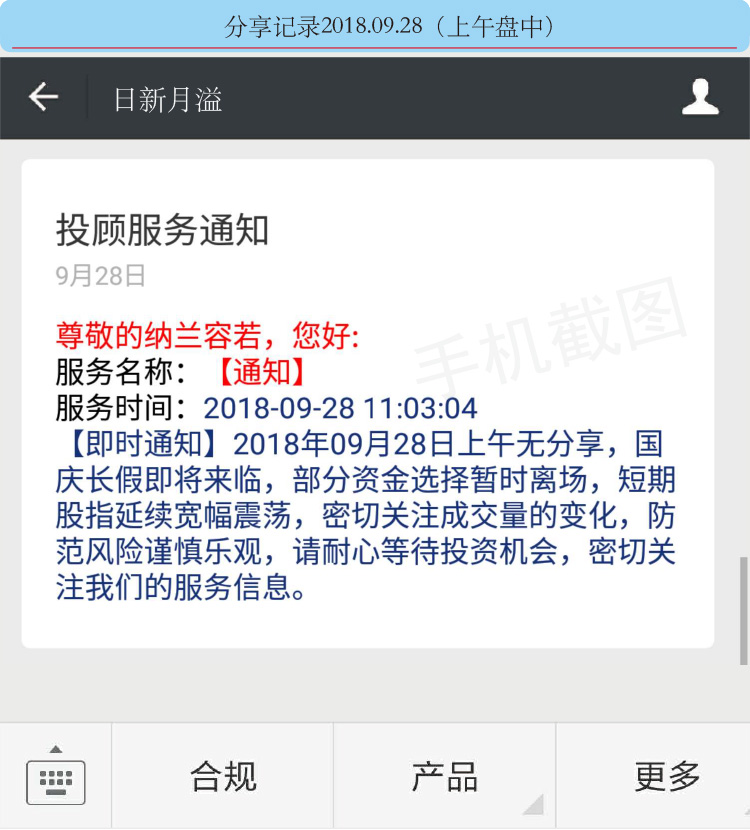 分享记录2018.09.28（上午盘中）
日新月溢
投顾服务通知
9月28日
尊敬的纳兰容若，您好:
服务名称：【通知】
服务时间：2018-09-28 11:03:04
【即时通知】2018年09月28日上午无分享，国
庆长假即将来临，部分资金选择暂时离场，短期
股指延续宽幅震荡，密切关注成交量的变化，防
范风险谨慎乐观，请耐心等待投资机会，密切关
注我们的服务信息。
手机截图
合规
产品
更多